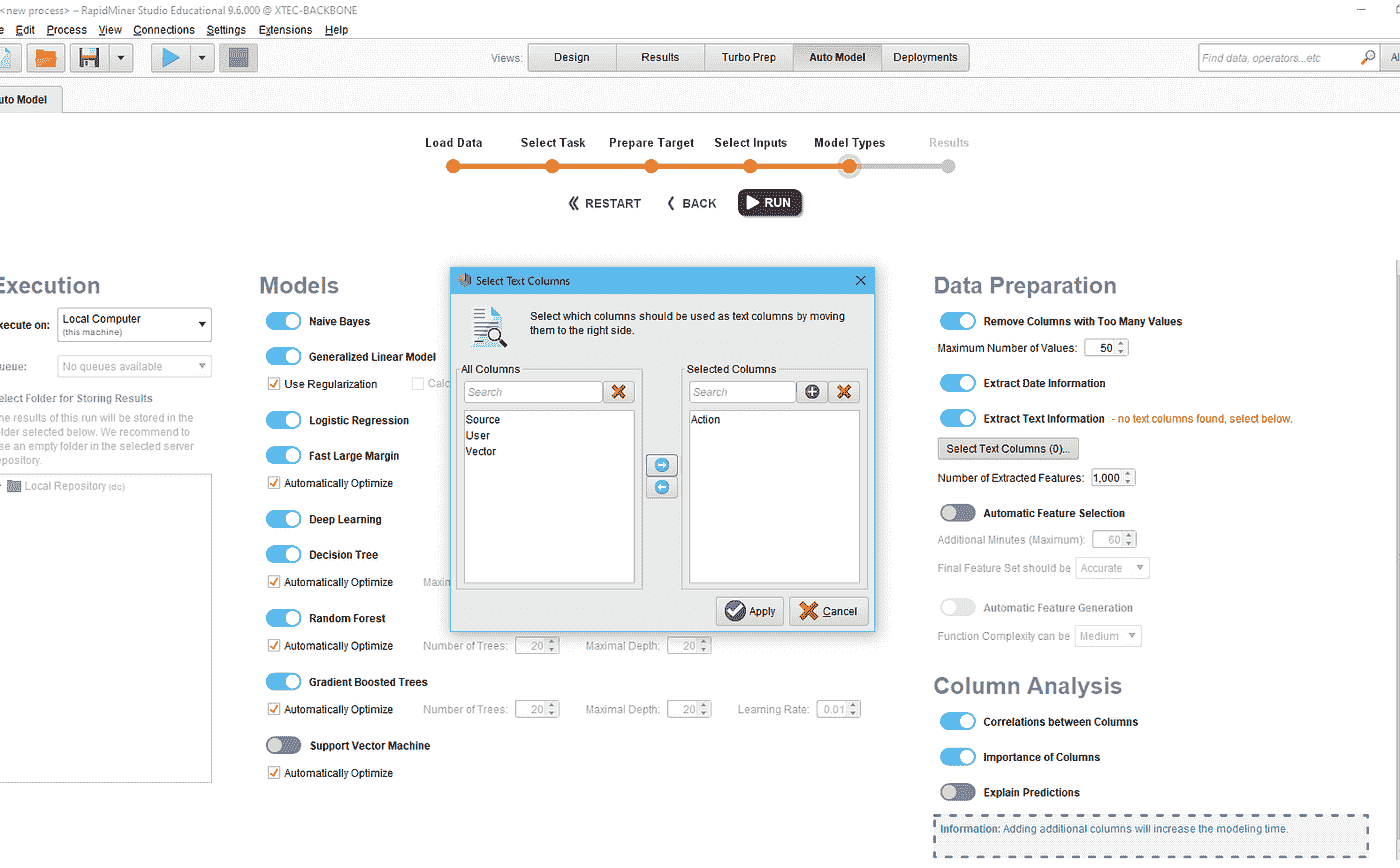 <new process> – RapidMiner Studio Educational 9.6.000 @ XTEC-BACKBONE
Edit Process View Connections Settings Extensions Help
Views: Design Results Turbo Prep Auto Model Deployments Find data, operators...etc Al
uto Model
Load Data Select Task Prepare Target Select Inputs Model Types Results
RESTART BACK RUN
Execution
xecute on: Local Computer
(this machine)
ueue: No queues available
elect Folder for Storing Results
he results of this run will be stored in the
older selected below. We recommend to
se an empty folder in the selected server
epository.
Local Repository (dc)
Models
Naive Bayes
Generalized Linear Model
Use Regularization Calc
Logistic Regression
Fast Large Margin
Automatically Optimize
Deep Learning
Decision Tree
Automatically Optimize Maxin
Random Forest
Automatically Optimize Number of Trees: 20 Maximal Depth: 20
Gradient Boosted Trees
Automatically Optimize Number of Trees: 20 Maximal Depth: 20 Learning Rate: 0.01
Support Vector Machine
Automatically Optimize
Select Text Columns
Select which columns should be used as text columns by moving
them to the right side.
All Columns
Search
Source
User
Vector
Selected Columns
Search
Action
Apply Cancel
Data Preparation
Remove Columns with Too Many Values
Maximum Number of Values: 50
Extract Date Information
Extract Text Information - no text columns found, select below.
Select Text Columns (0)...
Number of Extracted Features: 1,000
Automatic Feature Selection
Additional Minutes (Maximum): 60
Final Feature Set should be Accurate
Automatic Feature Generation
Function Complexity can be Medium
Column Analysis
Correlations between Columns
Importance of Columns
Explain Predictions
Information: Adding additional columns will increase the modeling time.